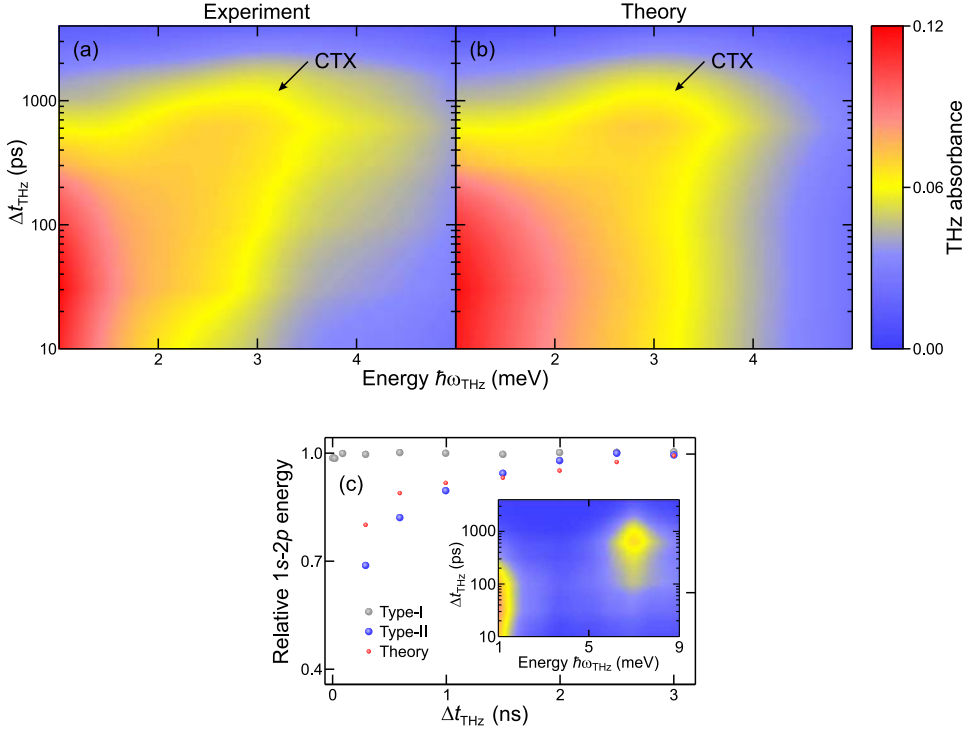 Experiment
Theory
(a)
CTX
(b)
CTX
1000
100
10
Δt_THz (ps)
2
3
4
2
3
4
Energy ħω_THz (meV)
0.12
0.06
0.00
THz absorbance
1.0
0.7
0.4
Relative 1s-2p energy
(c)
Type-I
Type-II
Theory
0
1
2
3
Δt_THz (ns)
1000
100
10
Δt_THz (ps)
1
5
9
Energy ħω_THz (meV)